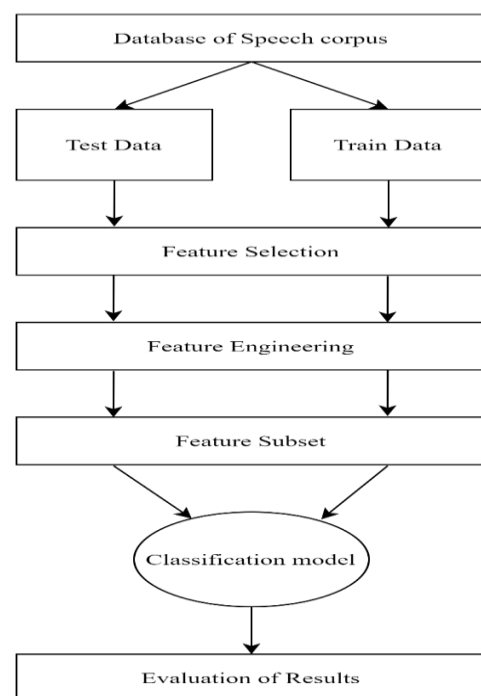 Database of Speech corpus
Test Data
Train Data
Feature Selection
Feature Engineering
Feature Subset
Classification model
Evaluation of Results